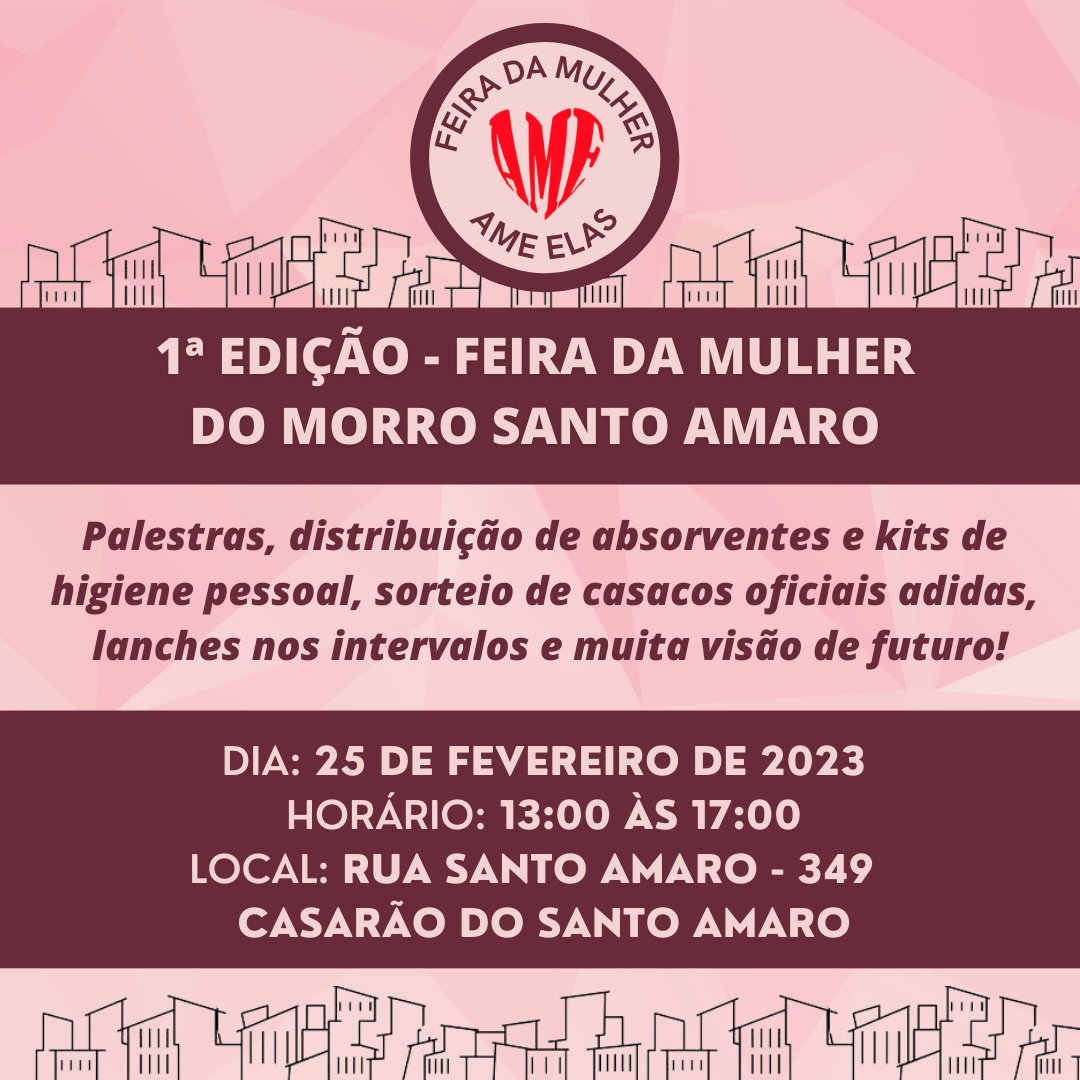 FEIRA DA MULHER
AME
AME ELAS
1ª EDIÇÃO - FEIRA DA MULHER
DO MORRO SANTO AMARO
Palestras, distribuição de absorventes e kits de
higiene pessoal, sorteio de casacos oficiais adidas,
lanches nos intervalos e muita visão de futuro!
DIA: 25 DE FEVEREIRO DE 2023
HORÁRIO: 13:00 ÀS 17:00
LOCAL: RUA SANTO AMARO - 349
CASARÃO DO SANTO AMARO